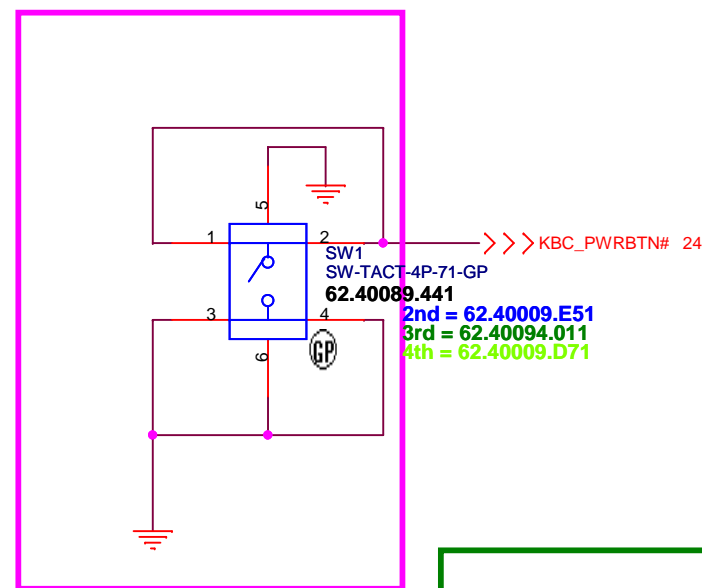 5
1
2
KBC_PWRBTN# 24
SW1
SW-TACT-4P-71-GP
62.40089.441
2nd = 62.40009.E51
3
4
3rd = 62.40094.011
GP
4th = 62.40009.D71
6